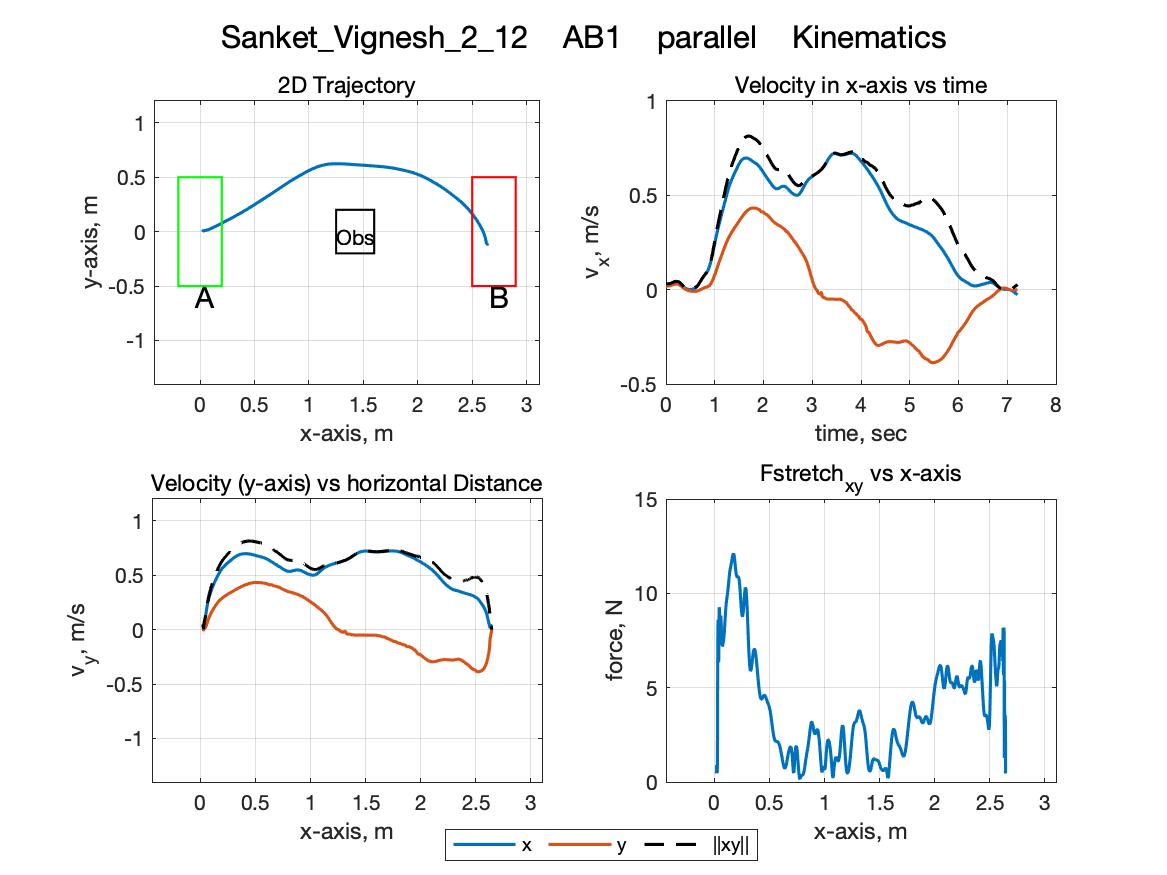 Sanket_Vignesh_2_12 AB1 parallel Kinematics
2D Trajectory
1
0.5
0
-0.5
-1
y-axis, m
Obs
A
B
0 0.5 1 1.5 2 2.5 3
x-axis, m
Velocity in x-axis vs time
1
0.5
0
-0.5
v_x, m/s
0 1 2 3 4 5 6 7 8
time, sec
Velocity (y-axis) vs horizontal Distance
1
0.5
0
-0.5
-1
v_y, m/s
0 0.5 1 1.5 2 2.5 3
x-axis, m
Fstretch_xy vs x-axis
15
10
5
0
force, N
0 0.5 1 1.5 2 2.5 3
x-axis, m
x y ||xy||